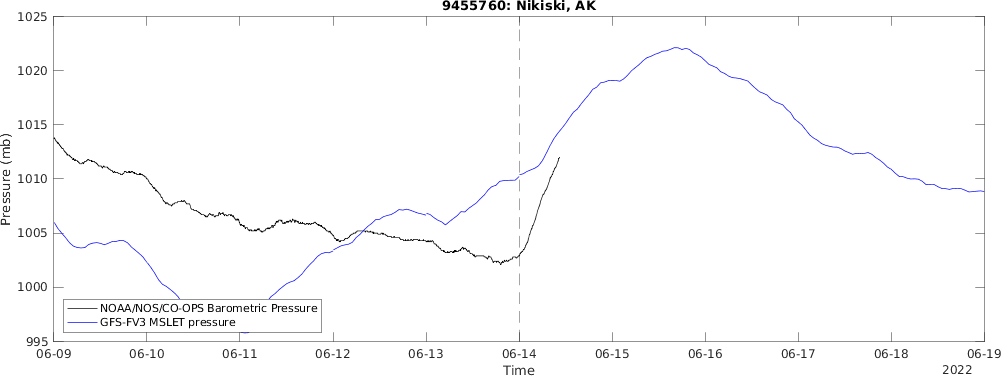 9455760: Nikiski, AK
Pressure (mb)
1025
1020
1015
1010
1005
1000
995
NOAA/NOS/CO-OPS Barometric Pressure
GFS-FV3 MSLET pressure
06-09 06-10 06-11 06-12 06-13 06-14 06-15 06-16 06-17 06-18 06-19
Time
2022